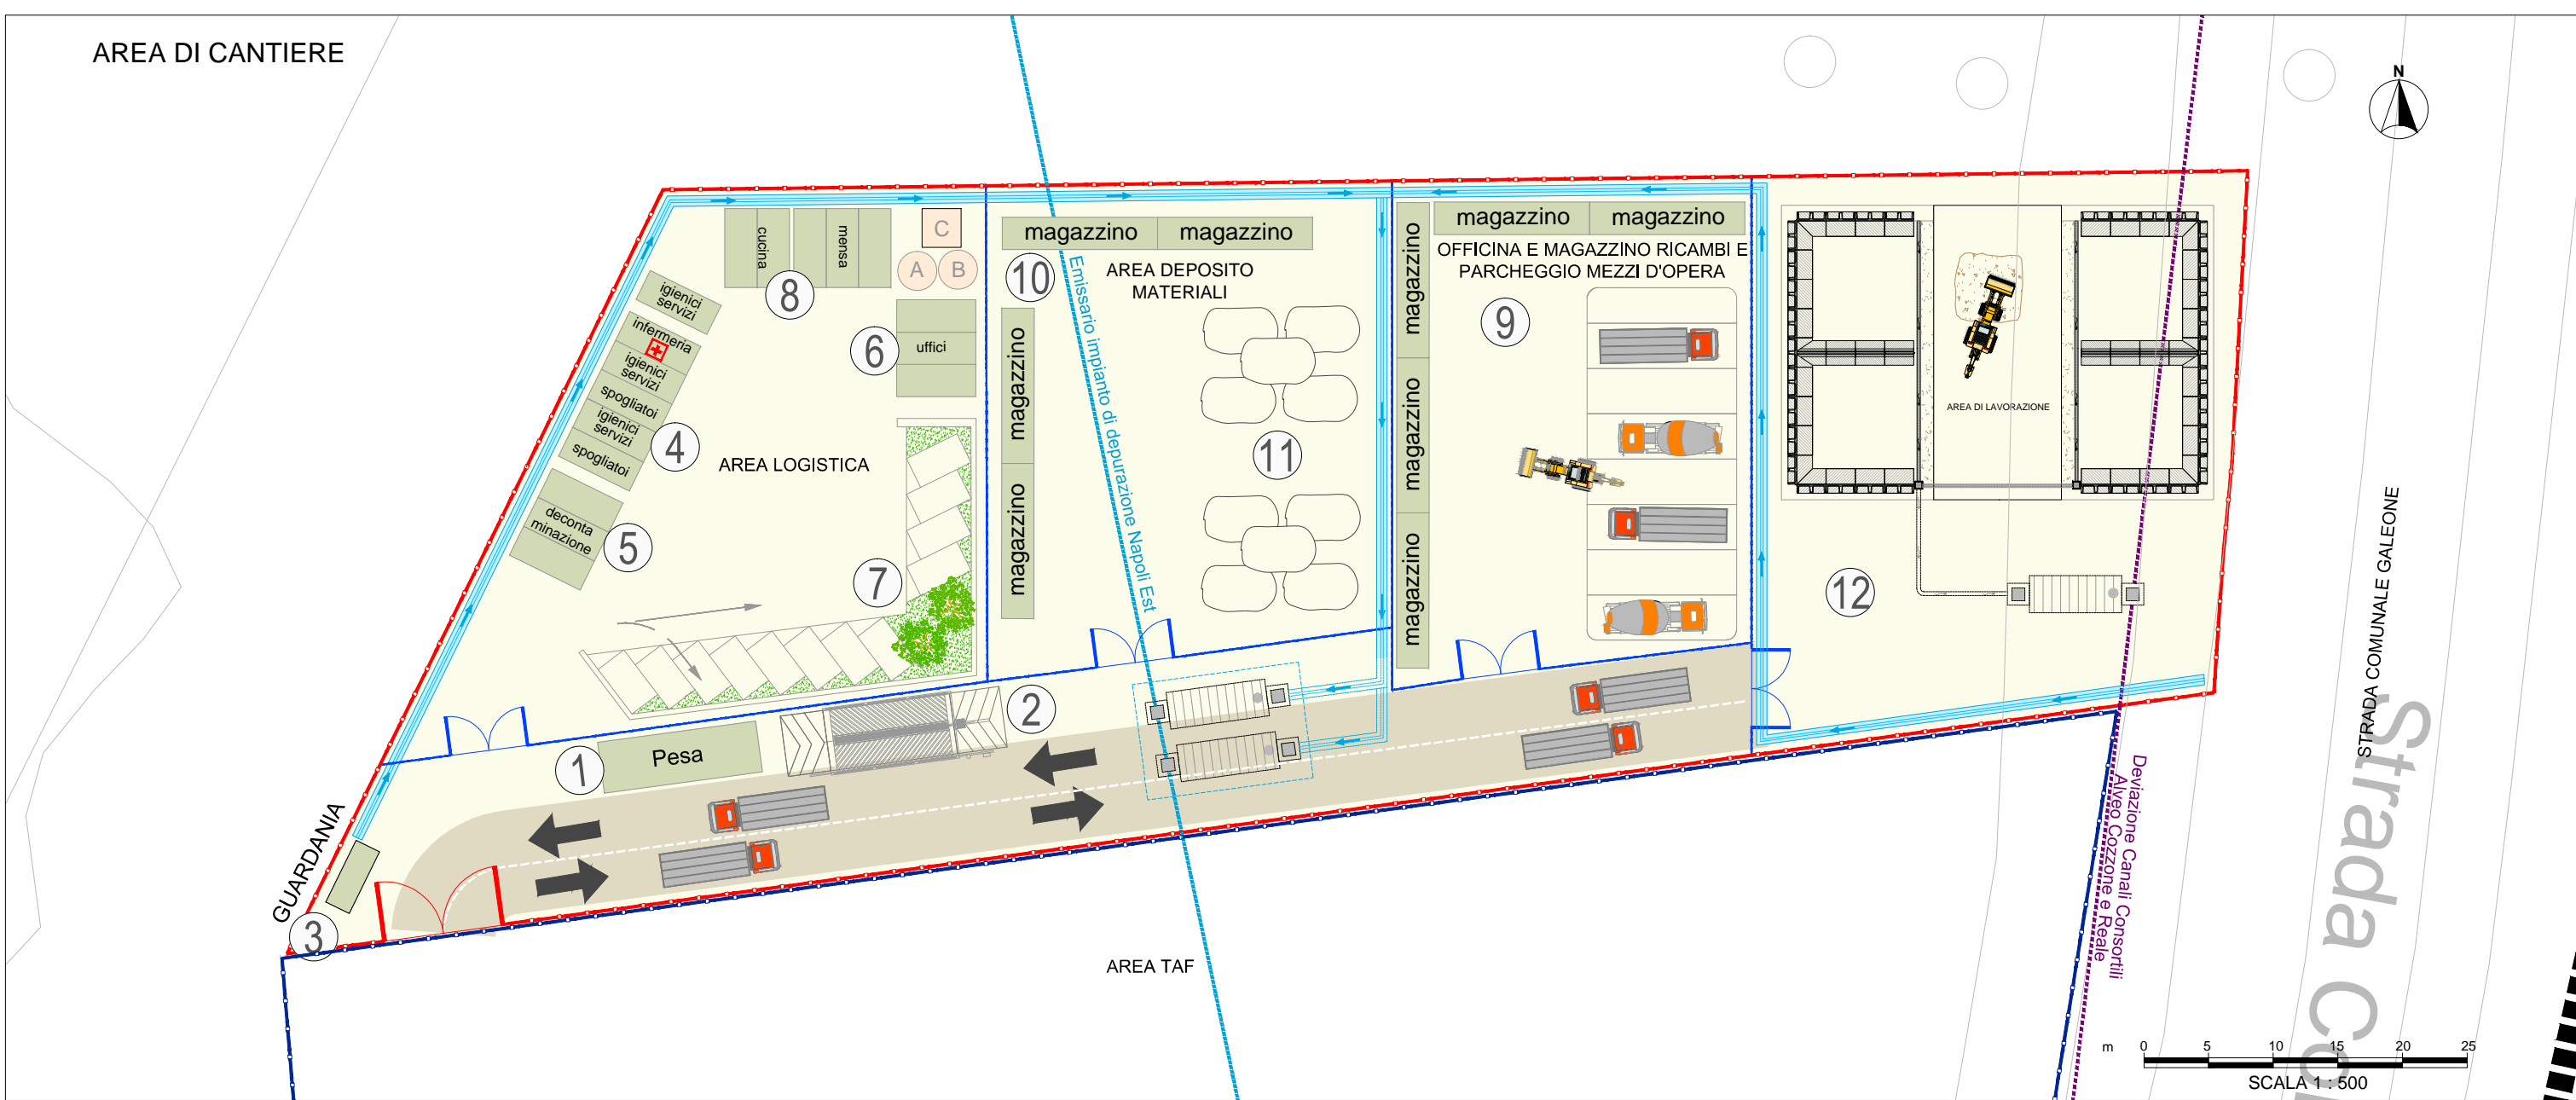 AREA DI CANTIERE
N
cucina
mensa
C
A
B
8
igienici
servizi
infermeria
igienici
servizi
spogliatoi
igienici
servizi
spogliatoi
4
deconta
minazione
5
uffici
6
AREA LOGISTICA
7
magazzino
magazzino
10
AREA DEPOSITO
MATERIALI
magazzino
magazzino
11
Emissario impianto di depurazione Napoli Est
magazzino
magazzino
magazzino
magazzino
magazzino
OFFICINA E MAGAZZINO RICAMBI E
PARCHEGGIO MEZZI D'OPERA
9
AREA DI LAVORAZIONE
12
STRADA COMUNALE GALEONE
Strada Co
2
Pesa
1
GUARDANIA
3
AREA TAF
Deviazione Canali Consortili
Alveo Cozzone e Reale
m 0 5 10 15 20 25
SCALA 1 : 500